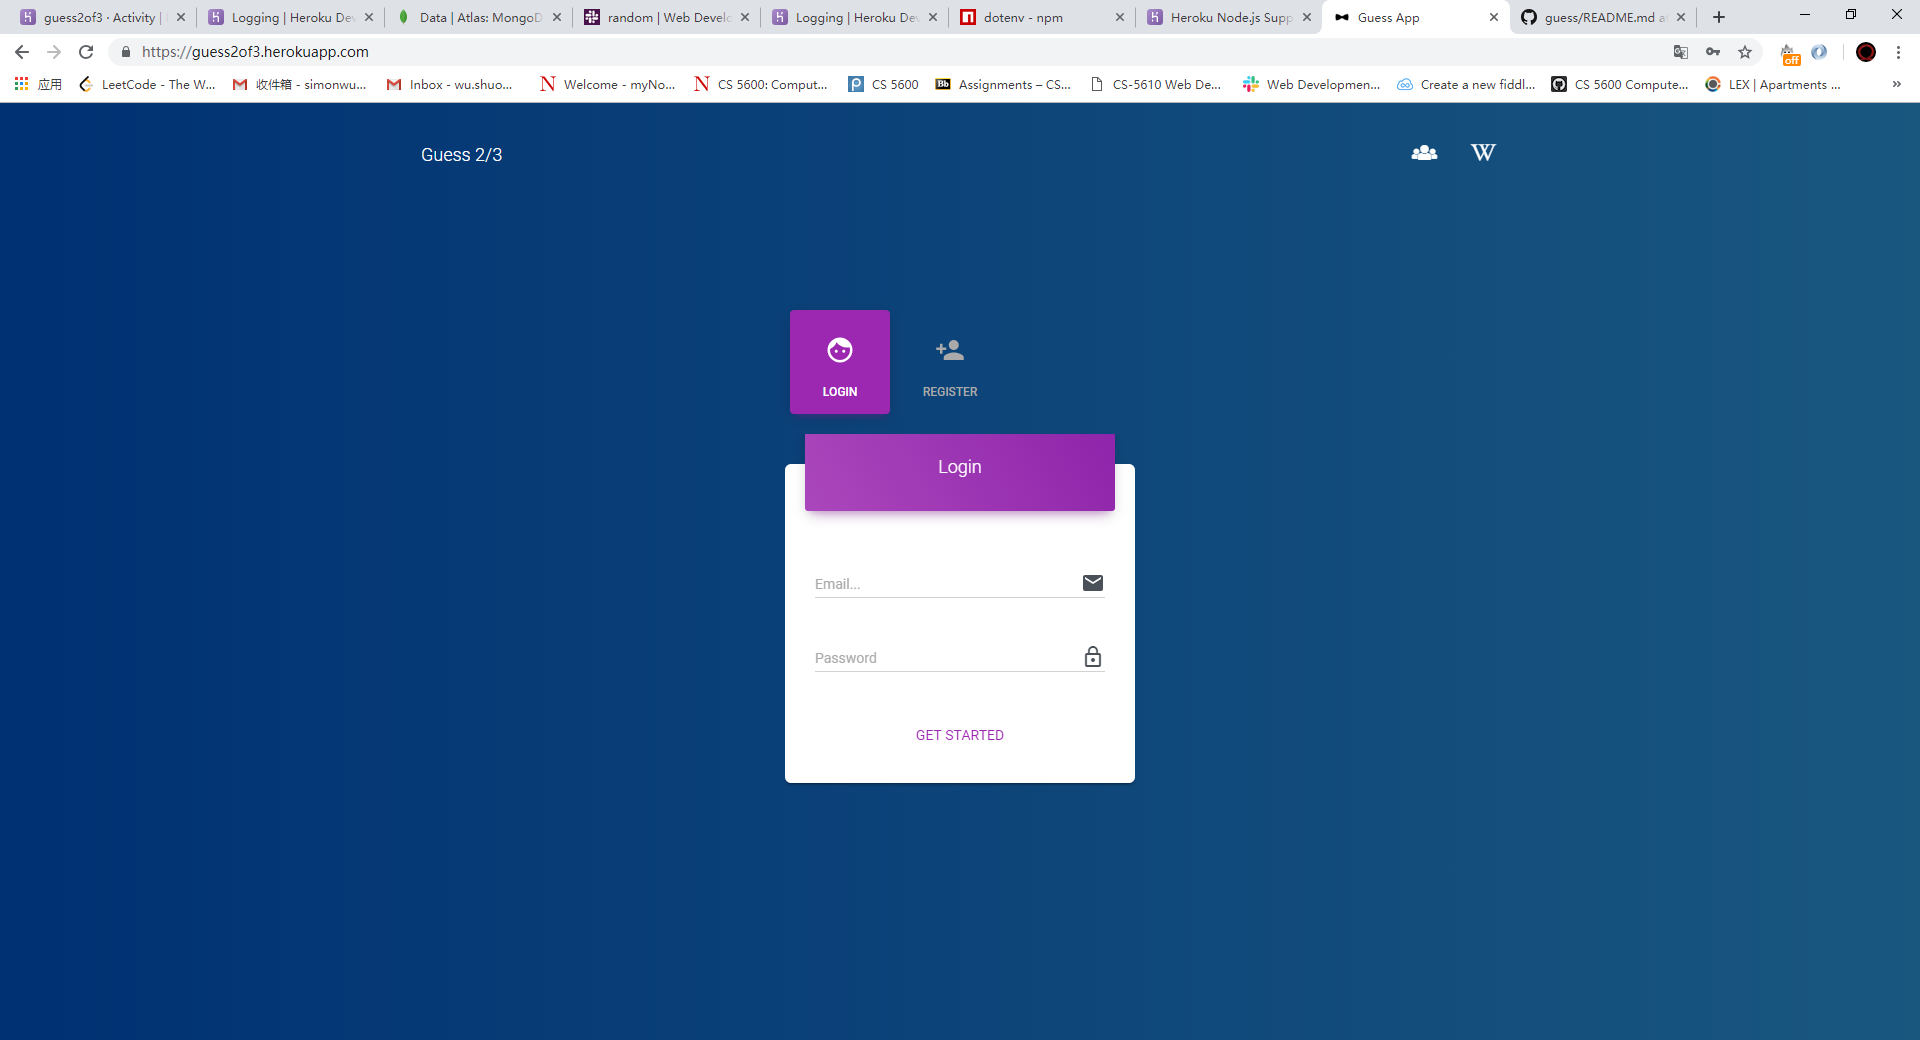 guess2of3 · Activity |
Logging | Heroku Dev
Data | Atlas: MongoD
random | Web Develo
Logging | Heroku Dev
dotenv - npm
Heroku Node.js Supp
Guess App
guess/README.md a
https://guess2of3.herokuapp.com
off
应用
LeetCode - The W...
收件箱 - simonwu...
Inbox - wu.shuo...
Welcome - myNo...
CS 5600: Comput...
CS 5600
Assignments – CS...
CS-5610 Web De...
Web Developmen...
Create a new fiddl...
CS 5600 Compute...
LEX | Apartments ...
Guess 2/3
LOGIN
REGISTER
Login
Email...
Password
GET STARTED